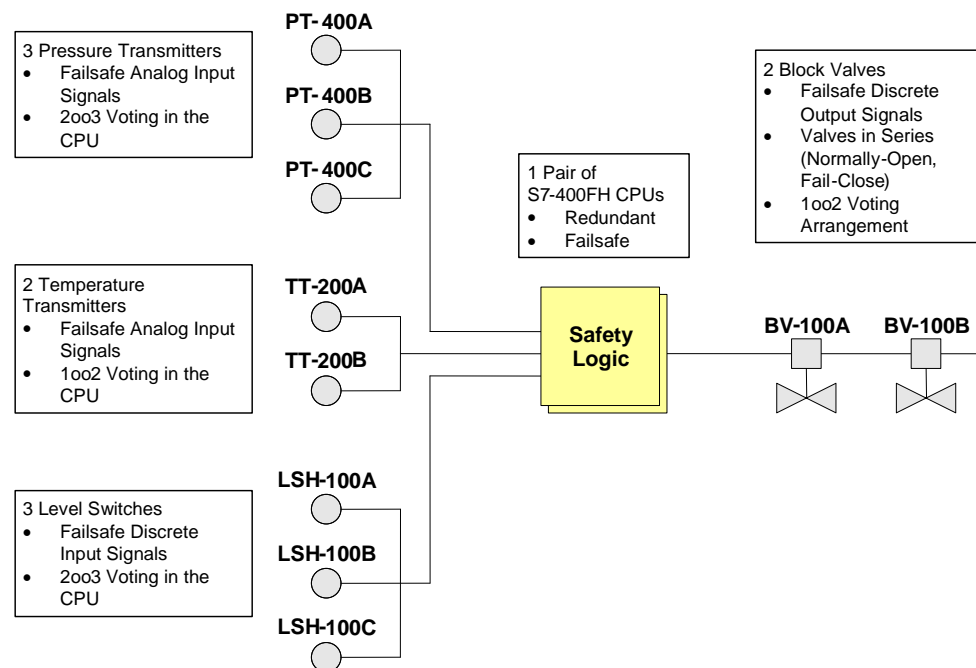 PT-400A
3 Pressure Transmitters
• Failsafe Analog Input
Signals
• 2oo3 Voting in the
CPU
PT-400B
PT-400C
2 Block Valves
• Failsafe Discrete
Output Signals
• Valves in Series
(Normally-Open,
Fail-Close)
• 1oo2 Voting
Arrangement
1 Pair of
S7-400FH CPUs
• Redundant
• Failsafe
2 Temperature
Transmitters
• Failsafe Analog Input
Signals
• 1oo2 Voting in the
CPU
TT-200A
TT-200B
Safety
Logic
BV-100A
BV-100B
3 Level Switches
• Failsafe Discrete
Input Signals
• 2oo3 Voting in the
CPU
LSH-100A
LSH-100B
LSH-100C